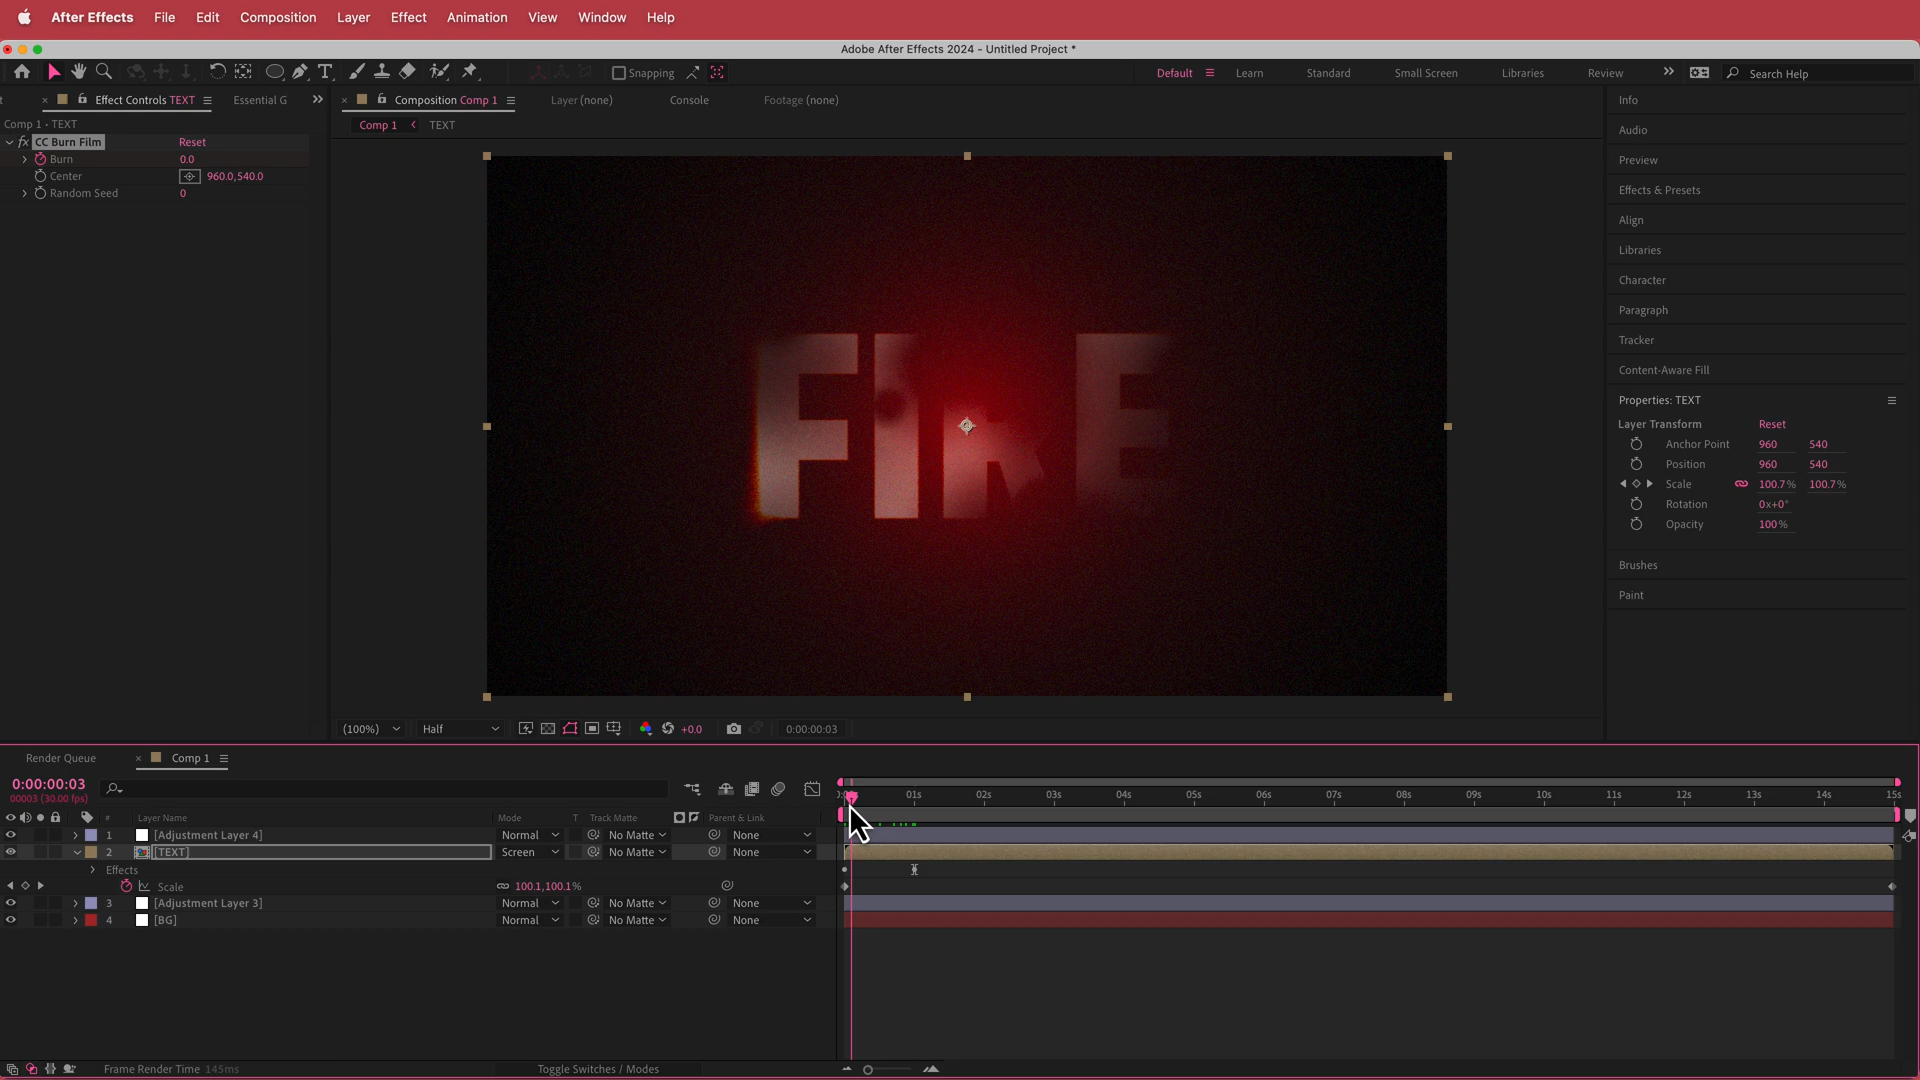 After Effects File Edit Composition Layer Effect Animation View Window Help
Adobe After Effects 2024 - Untitled Project *
Snapping Default Learn Standard Small Screen Libraries Review Search Help
Effect Controls TEXT Essential G
Composition Comp 1 Layer (none) Console Footage (none)
Comp 1 • TEXT
Comp 1 TEXT
fx CC Burn Film Reset
Burn 0.0
Center 960.0,540.0
Random Seed 0
FIRE
(100%) Half +0.0 0:00:00:03
Info
Audio
Preview
Effects & Presets
Align
Libraries
Character
Paragraph
Tracker
Content-Aware Fill
Properties: TEXT
Layer Transform Reset
Anchor Point 960 540
Position 960 540
Scale 100.7% 100.7%
Rotation 0x+0°
Opacity 100%
Brushes
Paint
Render Queue Comp 1
0:00:00:03
00003 (30.00 fps)
01s 02s 03s 04s 05s 06s 07s 08s 09s 10s 11s 12s 13s 14s 15s
# Layer Name Mode T Track Matte Parent & Link
1 [Adjustment Layer 4] Normal No Matte None
2 [TEXT] Screen No Matte None
Effects
Scale 100.1,100.1%
3 [Adjustment Layer 3] Normal No Matte None
4 [BG] Normal No Matte None
Frame Render Time 145ms Toggle Switches / Modes